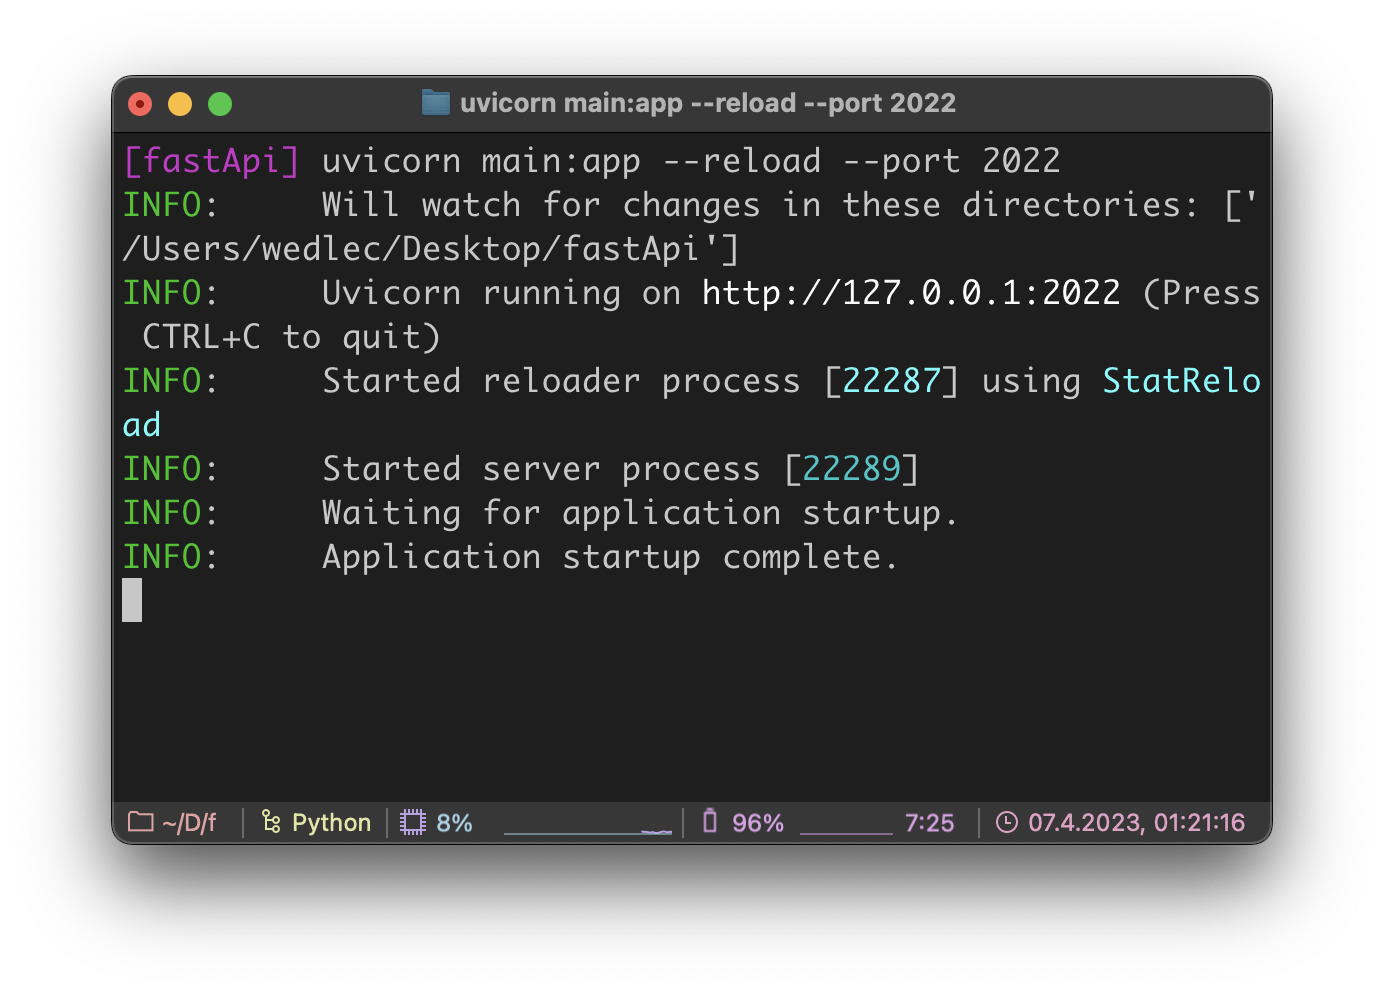 uvicorn main:app --reload --port 2022
[fastApi] uvicorn main:app --reload --port 2022
INFO:     Will watch for changes in these directories: ['
/Users/wedlec/Desktop/fastApi']
INFO:     Uvicorn running on http://127.0.0.1:2022 (Press
 CTRL+C to quit)
INFO:     Started reloader process [22287] using StatRelo
ad
INFO:     Started server process [22289]
INFO:     Waiting for application startup.
INFO:     Application startup complete.
~/D/f Python 8% 96% 7:25 07.4.2023, 01:21:16